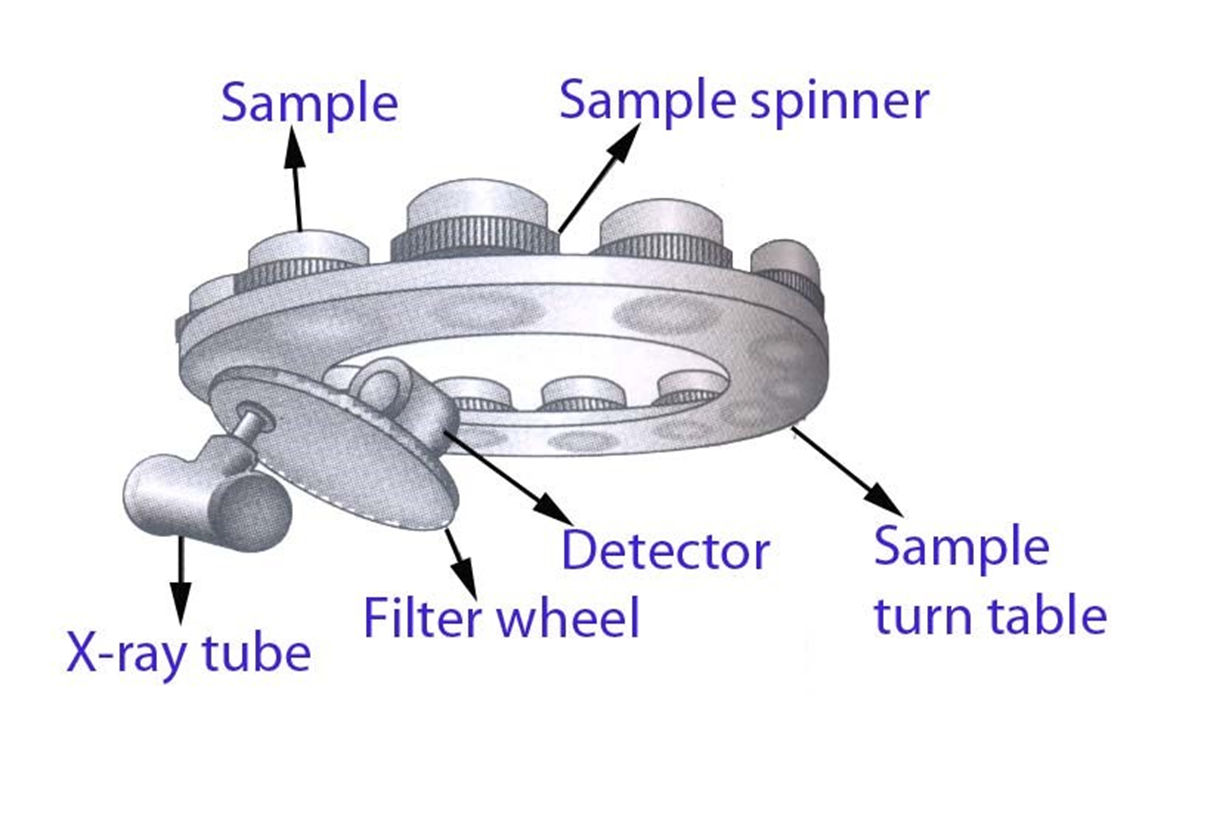 Sample
Sample spinner
Detector
Sample
turn table
Filter wheel
X-ray tube